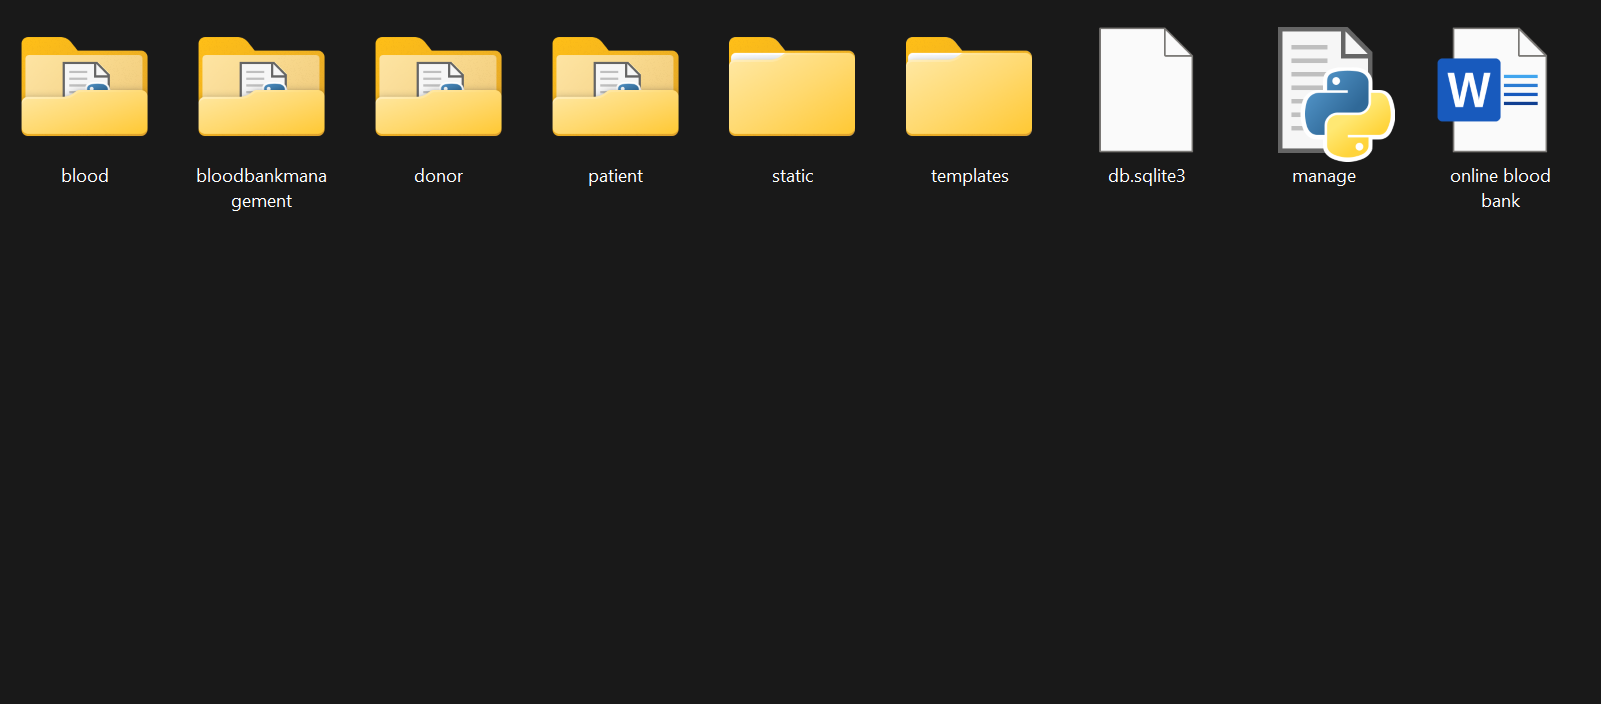 blood
bloodbankmana
gement
donor
patient
static
templates
db.sqlite3
manage
W
online blood
bank